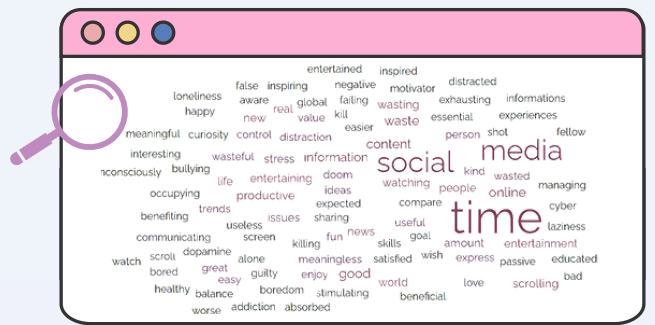 entertained inspired
false inspiring negative motivator distracted
loneliness aware global failing wasting exhausting informations
happy new real value kill waste essential experiences
meaningful curiosity control distraction easier content person shot fellow
interesting wasteful stress information social media
nconsciously bullying life entertaining doom watching kind wasted
occupying productive ideas people online managing
trends expected compare time cyber
benefiting useless issues sharing useful laziness
communicating screen killing fun news skills goal amount entertainment
watch scroll dopamine alone meaningless satisfied wish express passive educated
bored great easy guilty enjoy good world love scrolling bad
healthy balance boredom stimulating beneficial
worse addiction absorbed